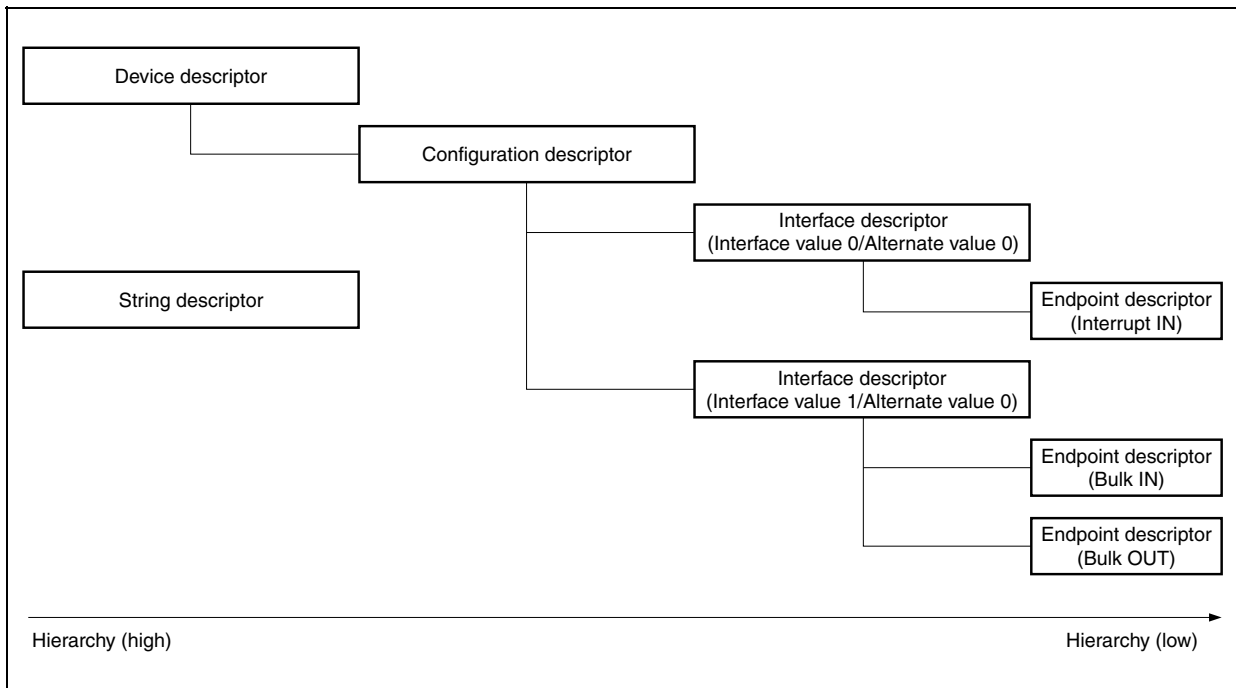 Device descriptor
Configuration descriptor
Interface descriptor
(Interface value 0/Alternate value 0)
String descriptor
Endpoint descriptor
(Interrupt IN)
Interface descriptor
(Interface value 1/Alternate value 0)
Endpoint descriptor
(Bulk IN)
Endpoint descriptor
(Bulk OUT)
Hierarchy (high)
Hierarchy (low)